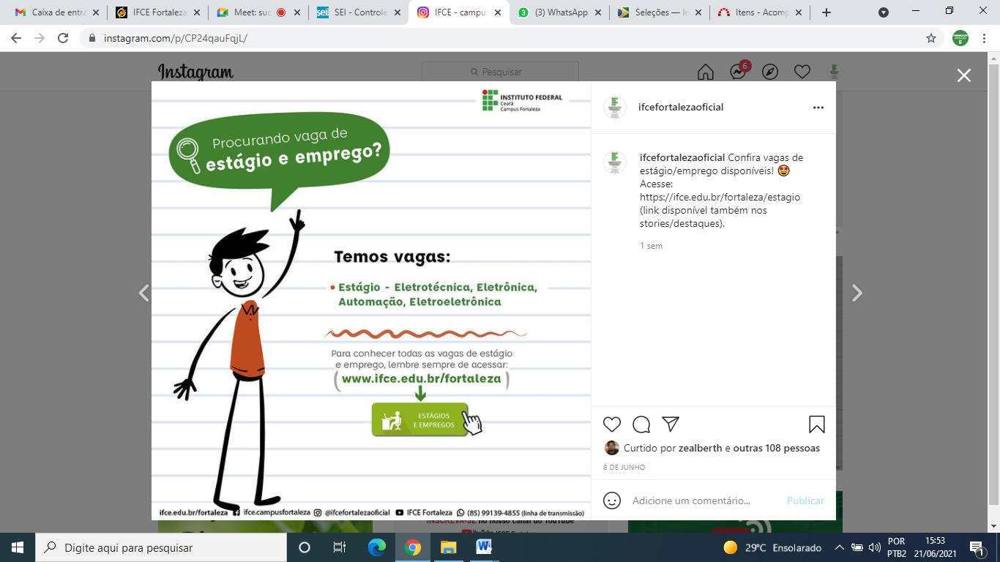 Caixa de entra
IFCE Fortaleza
Meet: suc
sei SEI - Controle
IFCE - campus
(3) WhatsApp
Seleções — In
Itens - Acomp
instagram.com/p/CP24qauFqjL/
Instagram
Pesquisar
6
INSTITUTO FEDERAL
Ceará
Campus Fortaleza
Procurando vaga de
estágio e emprego?
Temos vagas:
• Estágio - Eletrotécnica, Eletrônica,
Automação, Eletroeletrônica
Para conhecer todas as vagas de estágio
e emprego, lembre sempre de acessar:
(www.ifce.edu.br/fortaleza)
ESTÁGIOS
E EMPREGOS
ifce.edu.br/fortaleza ifce.campusfortaleza @ifcefortalezaoficial IFCE Fortaleza (85) 99139-4855 (linha de transmissão)
ifcefortalezaoficial
ifcefortalezaoficial Confira vagas de
estágio/emprego disponíveis! 🤩
Acesse:
https://ifce.edu.br/fortaleza/estagio
(link disponível também nos
stories/destaques).
1 sem
Curtido por zealberth e outras 108 pessoas
8 DE JUNHO
Adicione um comentário... Publicar
INSCREVA-SE no nosso canal do YouTube
Digite aqui para pesquisar
29°C Ensolarado
POR
PTB2
15:53
21/06/2021
1